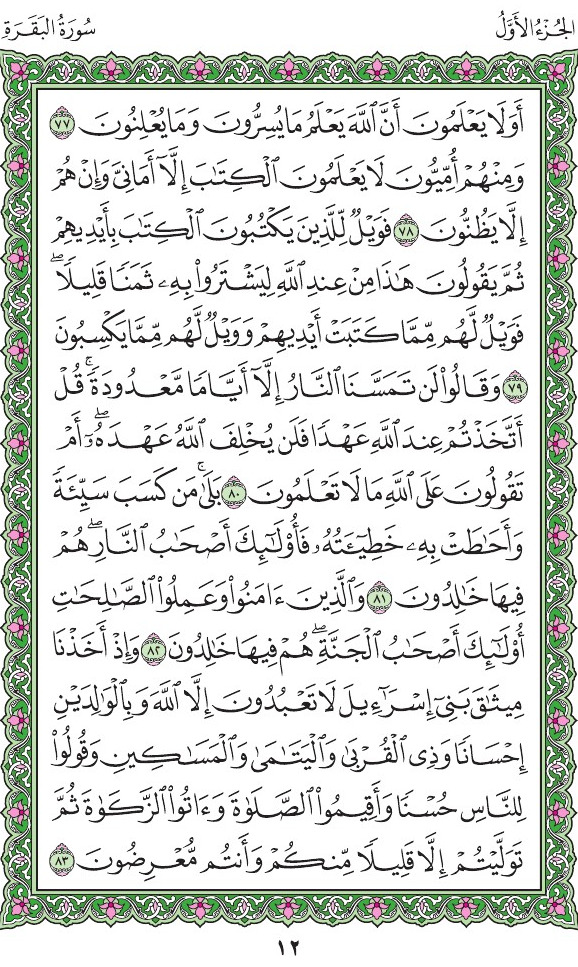 الجُزْءُ الأَوَّلُ
سُورَةُ البَقَرَةِ
أَوَلَا يَعْلَمُونَ أَنَّ ٱللَّهَ يَعْلَمُ مَا يُسِرُّونَ وَمَا يُعْلِنُونَ ٧٧
وَمِنْهُمْ أُمِّيُّونَ لَا يَعْلَمُونَ ٱلْكِتَٰبَ إِلَّآ أَمَانِىَّ وَإِنْ هُمْ
إِلَّا يَظُنُّونَ ٧٨ فَوَيْلٌ لِّلَّذِينَ يَكْتُبُونَ ٱلْكِتَٰبَ بِأَيْدِيهِمْ
ثُمَّ يَقُولُونَ هَٰذَا مِنْ عِندِ ٱللَّهِ لِيَشْتَرُوا۟ بِهِۦ ثَمَنًا قَلِيلًا ۖ
فَوَيْلٌ لَّهُم مِّمَّا كَتَبَتْ أَيْدِيهِمْ وَوَيْلٌ لَّهُم مِّمَّا يَكْسِبُونَ
٧٩ وَقَالُوا۟ لَن تَمَسَّنَا ٱلنَّارُ إِلَّآ أَيَّامًا مَّعْدُودَةً ۚ قُلْ
أَتَّخَذْتُمْ عِندَ ٱللَّهِ عَهْدًا فَلَن يُخْلِفَ ٱللَّهُ عَهْدَهُۥٓ ۖ أَمْ
تَقُولُونَ عَلَى ٱللَّهِ مَا لَا تَعْلَمُونَ ٨٠ بَلَىٰ ۚ مَن كَسَبَ سَيِّئَةً
وَأَحَٰطَتْ بِهِۦ خَطِيٓـَٔتُهُۥ فَأُو۟لَٰٓئِكَ أَصْحَٰبُ ٱلنَّارِ ۖ هُمْ
فِيهَا خَٰلِدُونَ ٨١ وَٱلَّذِينَ ءَامَنُوا۟ وَعَمِلُوا۟ ٱلصَّٰلِحَٰتِ
أُو۟لَٰٓئِكَ أَصْحَٰبُ ٱلْجَنَّةِ ۖ هُمْ فِيهَا خَٰلِدُونَ ٨٢ وَإِذْ أَخَذْنَا
مِيثَٰقَ بَنِىٓ إِسْرَٰٓءِيلَ لَا تَعْبُدُونَ إِلَّا ٱللَّهَ وَبِٱلْوَٰلِدَيْنِ
إِحْسَانًا وَذِى ٱلْقُرْبَىٰ وَٱلْيَتَٰمَىٰ وَٱلْمَسَٰكِينِ وَقُولُوا۟
لِلنَّاسِ حُسْنًا وَأَقِيمُوا۟ ٱلصَّلَوٰةَ وَءَاتُوا۟ ٱلزَّكَوٰةَ ثُمَّ
تَوَلَّيْتُمْ إِلَّا قَلِيلًا مِّنكُمْ وَأَنتُم مُّعْرِضُونَ ٨٣
١٢